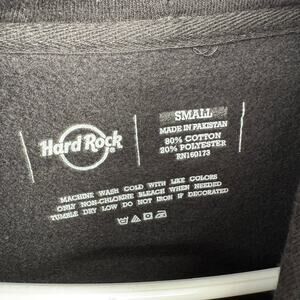 Hard Rock
SMALL
MADE IN PAKISTAN
80% COTTON
20% POLYESTER
RN160173
MACHINE WASH COLD WITH LIKE COLORS
ONLY NON-CHLORINE BLEACH WHEN NEEDED
TUMBLE DRY LOW DO NOT IRON IF DECORATED